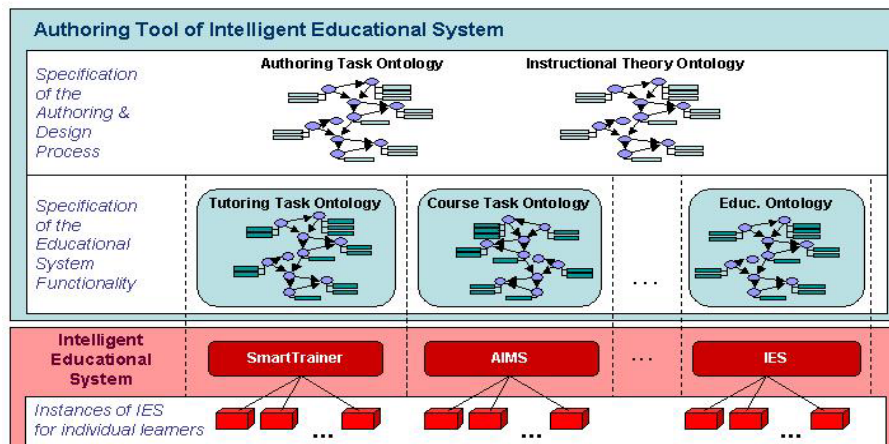 Authoring Tool of Intelligent Educational System
Specification
of the
Authoring &
Design
Process
Authoring Task Ontology
Instructional Theory Ontology
Specification
of the
Educational
System
Functionality
Tutoring Task Ontology
Course Task Ontology
...
Educ. Ontology
Intelligent
Educational
System
SmartTrainer
AIMS
...
IES
Instances of IES
for individual learners
...
...
...